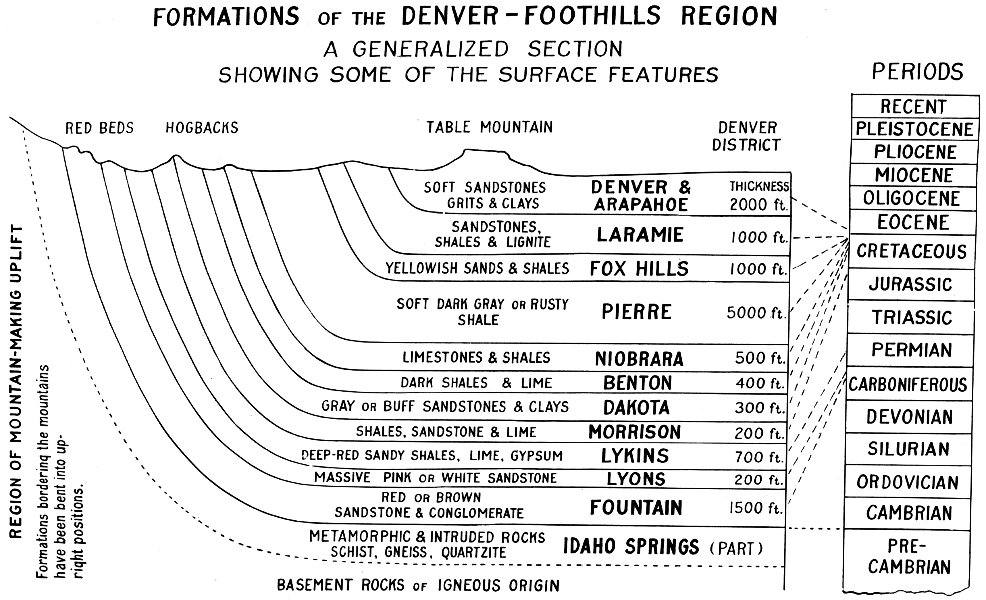 FORMATIONS OF THE DENVER-FOOTHILLS REGION
A GENERALIZED SECTION
SHOWING SOME OF THE SURFACE FEATURES
RED BEDS
HOGBACKS
TABLE MOUNTAIN
DENVER
DISTRICT
SOFT SANDSTONES
GRITS & CLAYS
DENVER &
ARAPAHOE
THICKNESS
2000 ft.
SANDSTONES,
SHALES & LIGNITE
LARAMIE
1000 ft.
YELLOWISH SANDS & SHALES
FOX HILLS
1000 ft.
SOFT DARK GRAY OR RUSTY
SHALE
PIERRE
5000 ft.
LIMESTONES & SHALES
NIOBRARA
500 ft.
DARK SHALES & LIME
BENTON
400 ft.
GRAY OR BUFF SANDSTONES & CLAYS
DAKOTA
300 ft.
SHALES, SANDSTONE & LIME
MORRISON
200 ft.
DEEP-RED SANDY SHALES, LIME, GYPSUM
LYKINS
700 ft.
MASSIVE PINK OR WHITE SANDSTONE
LYONS
200 ft.
RED OR BROWN
SANDSTONE & CONGLOMERATE
FOUNTAIN
1500 ft.
METAMORPHIC & INTRUDED ROCKS
SCHIST, GNEISS, QUARTZITE
IDAHO SPRINGS (PART)
BASEMENT ROCKS OF IGNEOUS ORIGIN
REGION OF MOUNTAIN-MAKING UPLIFT
Formations bordering the mountains
have been bent into up-
right positions.
PERIODS
RECENT
PLEISTOCENE
PLIOCENE
MIOCENE
OLIGOCENE
EOCENE
CRETACEOUS
JURASSIC
TRIASSIC
PERMIAN
CARBONIFEROUS
DEVONIAN
SILURIAN
ORDOVICIAN
CAMBRIAN
PRE-
CAMBRIAN